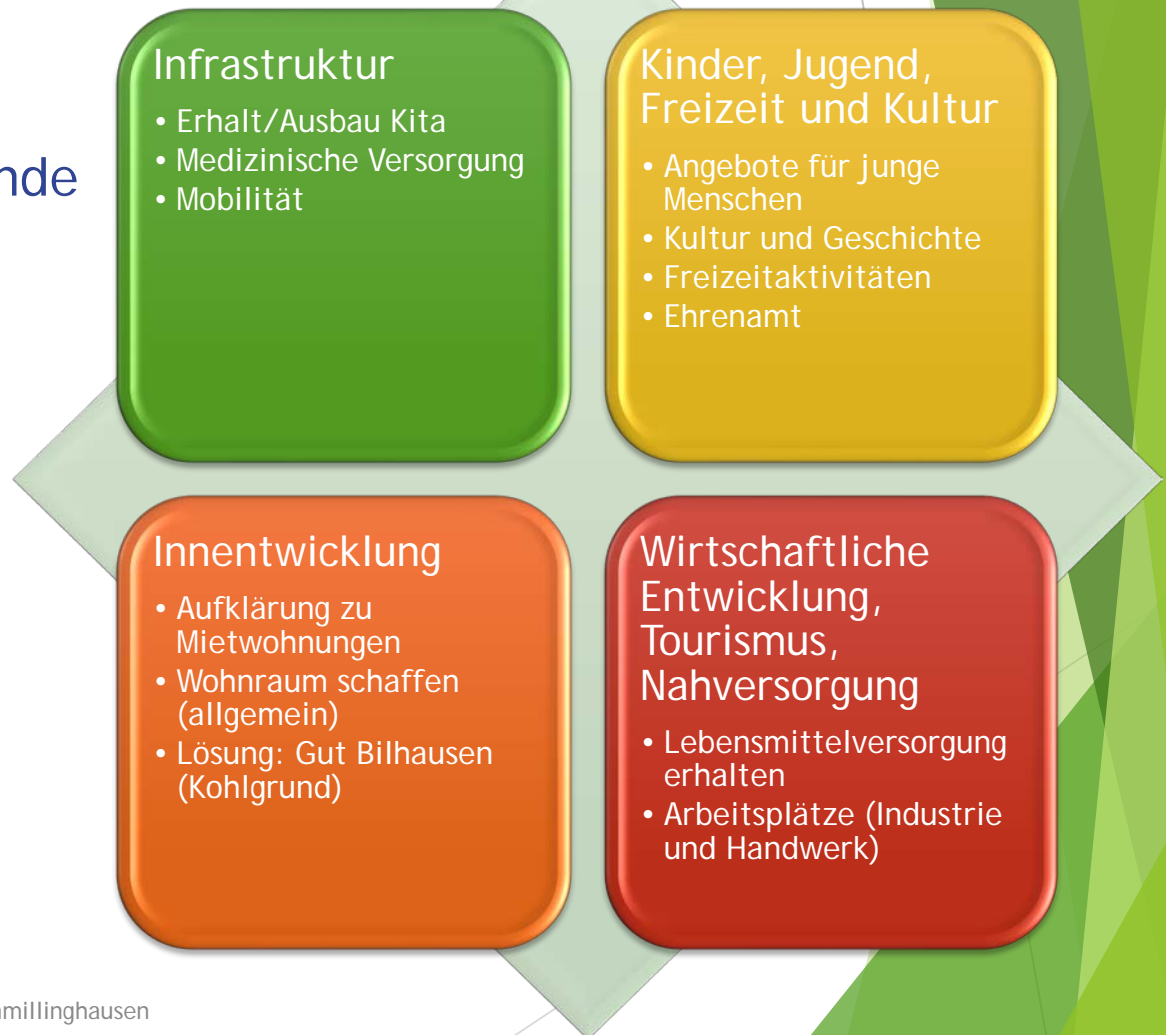 nde
Infrastruktur
• Erhalt/Ausbau Kita
• Medizinische Versorgung
• Mobilität
Kinder, Jugend,
Freizeit und Kultur
• Angebote für junge
Menschen
• Kultur und Geschichte
• Freizeitaktivitäten
• Ehrenamt
Innentwicklung
• Aufklärung zu
Mietwohnungen
• Wohnraum schaffen
(allgemein)
• Lösung: Gut Bilhausen
(Kohlgrund)
Wirtschaftliche
Entwicklung,
Tourismus,
Nahversorgung
• Lebensmittelversorgung
erhalten
• Arbeitsplätze (Industrie
und Handwerk)
millinghausen